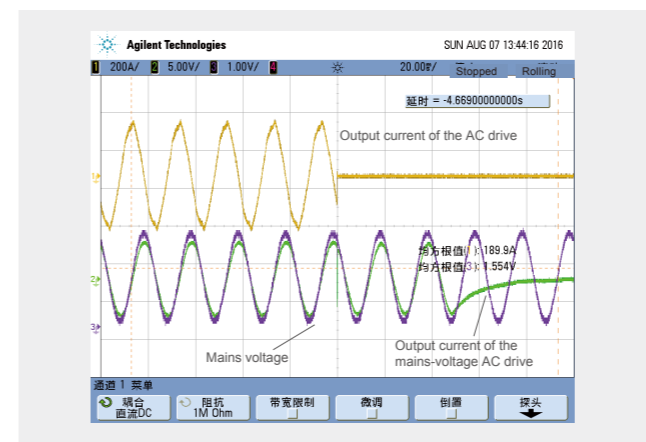 Agilent Technologies SUN AUG 07 13:44:16 2016
1 200A/ 2 5.00V/ 3 1.00V/ 4 20.00 Stopped Rolling
延时 = -4.66900000000s
Output current of the AC drive
1
均方根值(1): 189.9A
均方根值(3): 1.554V
2
3
Mains voltage
Output current of the
mains-voltage AC drive
通道 1 菜单
耦合 阻抗 带宽限制 微调 倒置 探头
直流DC 1M Ohm